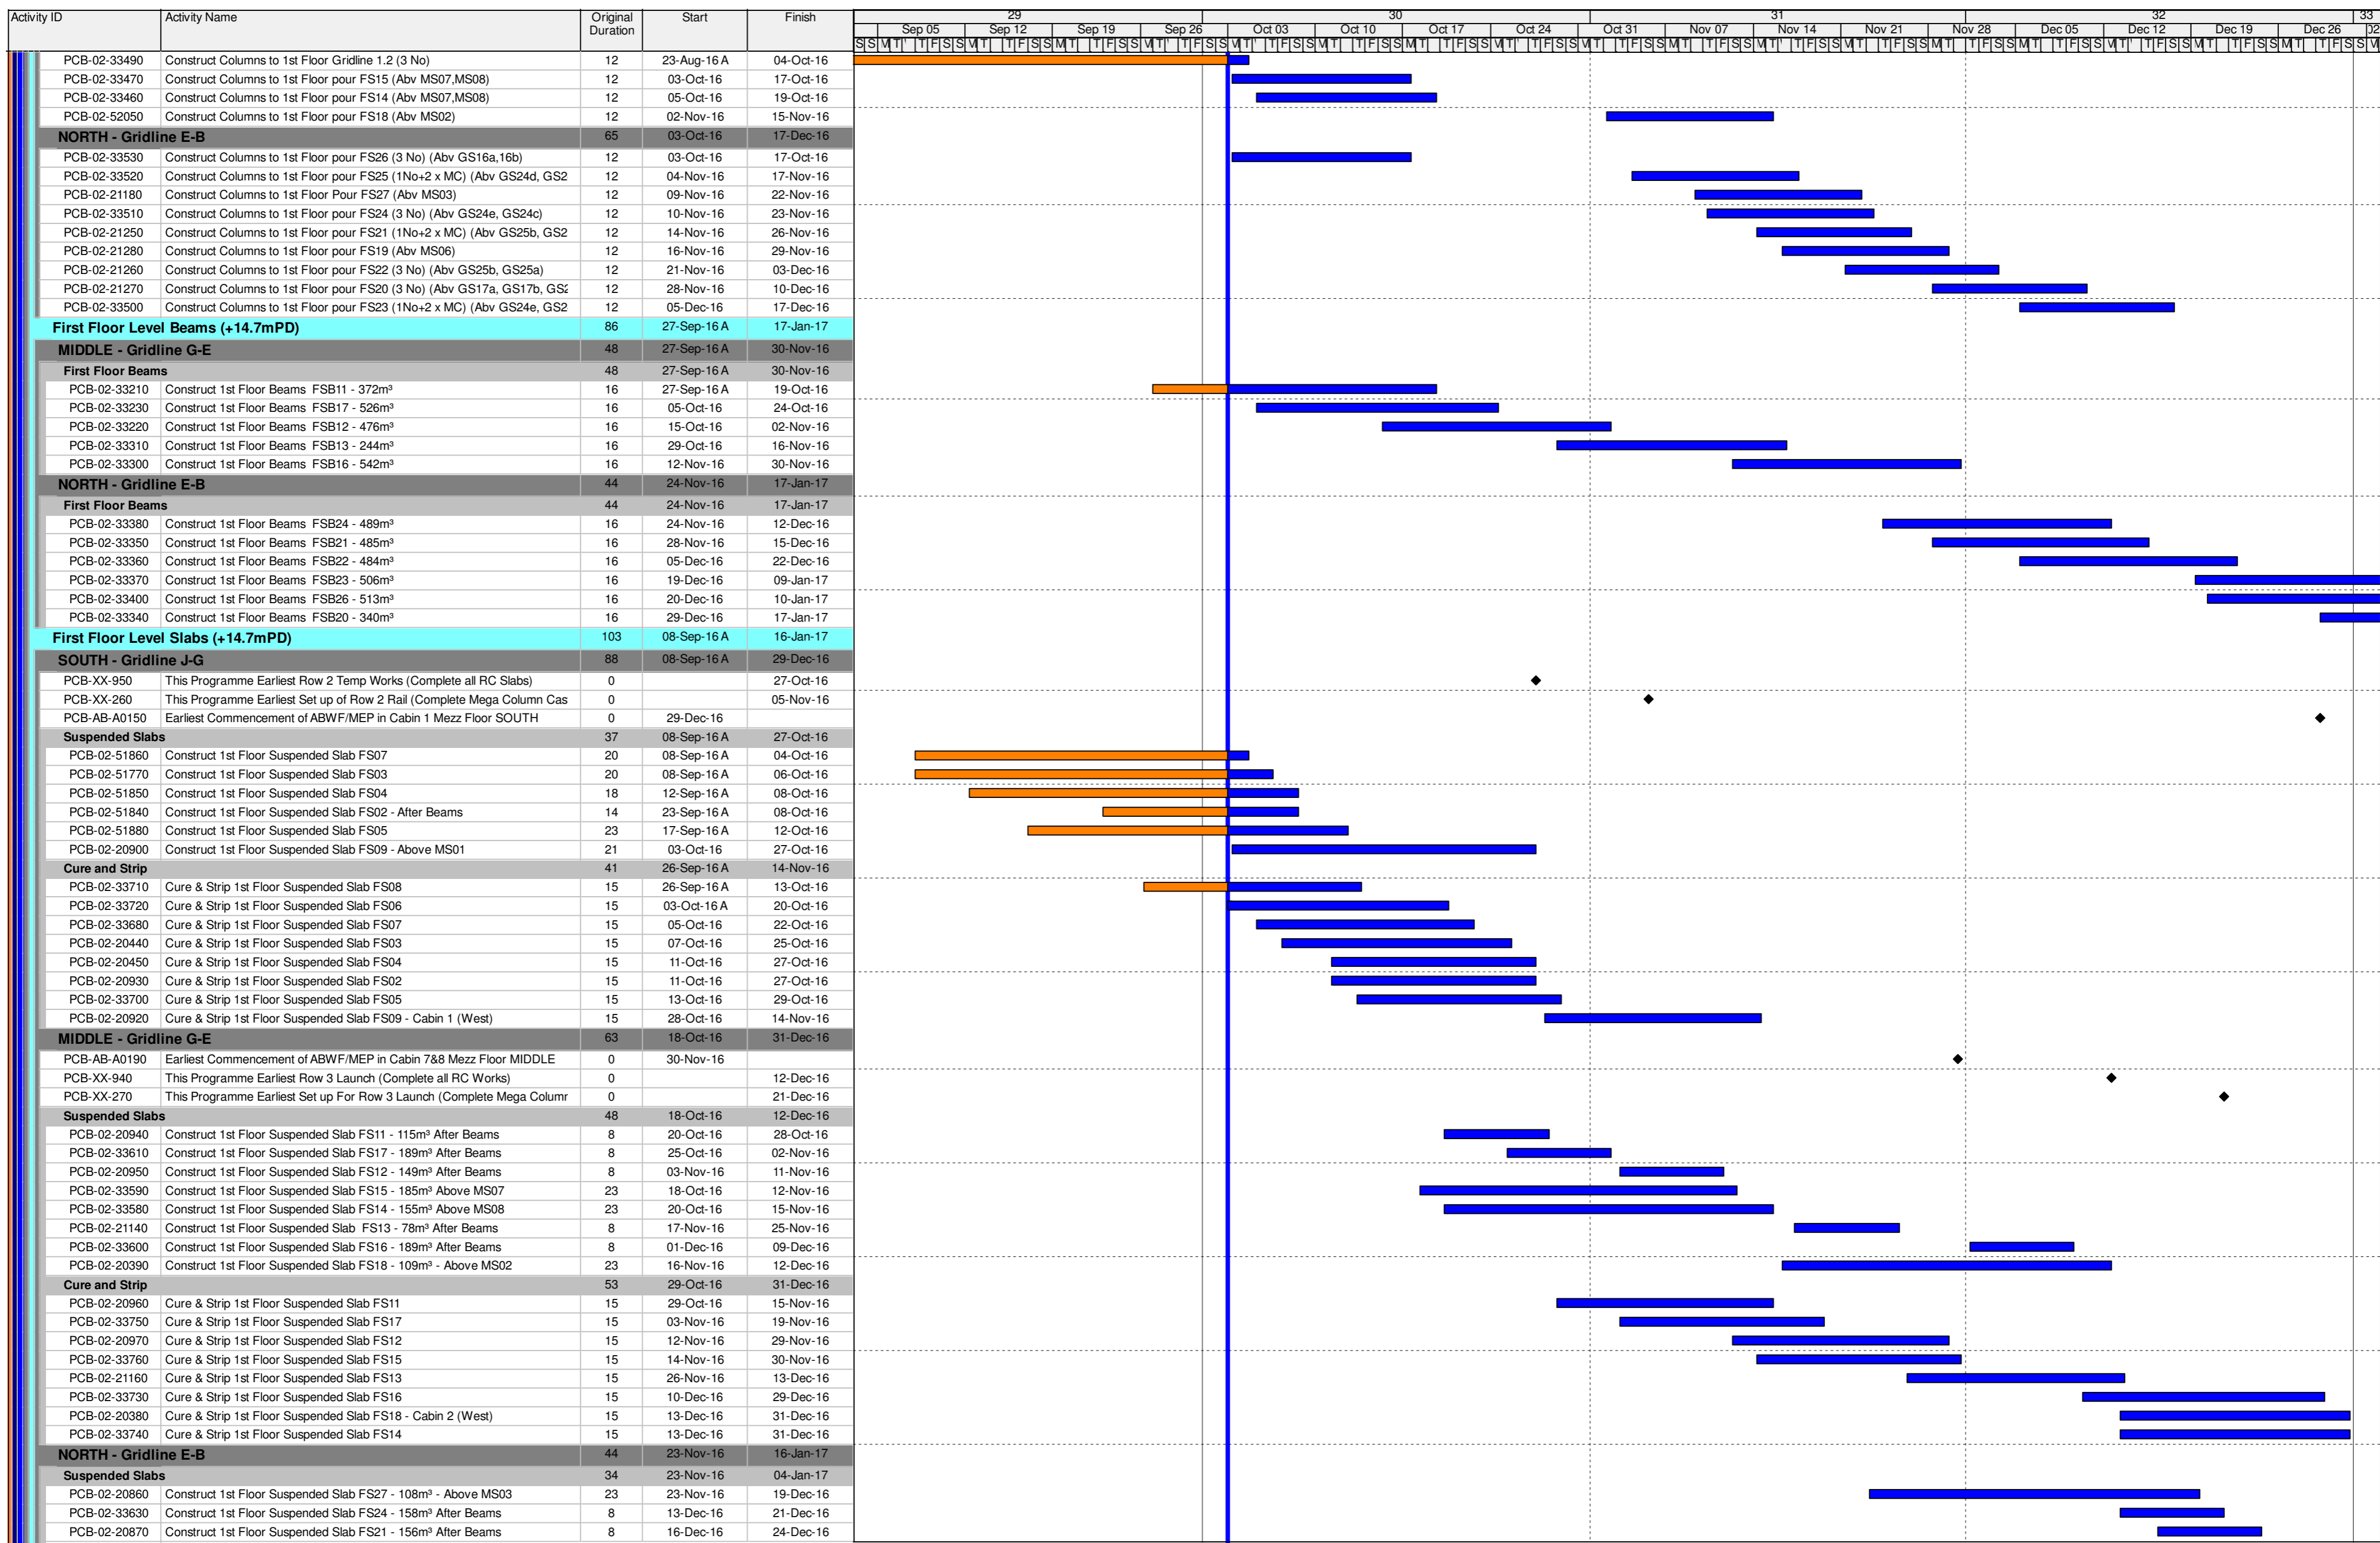 Activity ID Activity Name Original Duration Start Finish 29 30 31 32 33
Sep 05 Sep 12 Sep 19 Sep 26 Oct 03 Oct 10 Oct 17 Oct 24 Oct 31 Nov 07 Nov 14 Nov 21 Nov 28 Dec 05 Dec 12 Dec 19 Dec 26 02
PCB-02-33490 Construct Columns to 1st Floor Gridline 1.2 (3 No) 12 23-Aug-16 A 04-Oct-16
PCB-02-33470 Construct Columns to 1st Floor pour FS15 (Abv MS07,MS08) 12 03-Oct-16 17-Oct-16
PCB-02-33460 Construct Columns to 1st Floor pour FS14 (Abv MS07,MS08) 12 05-Oct-16 19-Oct-16
PCB-02-52050 Construct Columns to 1st Floor pour FS18 (Abv MS02) 12 02-Nov-16 15-Nov-16
NORTH - Gridline E-B 65 03-Oct-16 17-Dec-16
PCB-02-33530 Construct Columns to 1st Floor pour FS26 (3 No) (Abv GS16a,16b) 12 03-Oct-16 17-Oct-16
PCB-02-33520 Construct Columns to 1st Floor pour FS25 (1No+2 x MC) (Abv GS24d, GS2 12 04-Nov-16 17-Nov-16
PCB-02-21180 Construct Columns to 1st Floor Pour FS27 (Abv MS03) 12 09-Nov-16 22-Nov-16
PCB-02-33510 Construct Columns to 1st Floor pour FS24 (3 No) (Abv GS24e, GS24c) 12 10-Nov-16 23-Nov-16
PCB-02-21250 Construct Columns to 1st Floor pour FS21 (1No+2 x MC) (Abv GS25b, GS2 12 14-Nov-16 26-Nov-16
PCB-02-21280 Construct Columns to 1st Floor pour FS19 (Abv MS06) 12 16-Nov-16 29-Nov-16
PCB-02-21260 Construct Columns to 1st Floor pour FS22 (3 No) (Abv GS25b, GS25a) 12 21-Nov-16 03-Dec-16
PCB-02-21270 Construct Columns to 1st Floor pour FS20 (3 No) (Abv GS17a, GS17b, GS2 12 28-Nov-16 10-Dec-16
PCB-02-33500 Construct Columns to 1st Floor pour FS23 (1No+2 x MC) (Abv GS24e, GS2 12 05-Dec-16 17-Dec-16
First Floor Level Beams (+14.7mPD) 86 27-Sep-16 A 17-Jan-17
MIDDLE - Gridline G-E 48 27-Sep-16 A 30-Nov-16
First Floor Beams 48 27-Sep-16 A 30-Nov-16
PCB-02-33210 Construct 1st Floor Beams FSB11 - 372m³ 16 27-Sep-16 A 19-Oct-16
PCB-02-33230 Construct 1st Floor Beams FSB17 - 526m³ 16 05-Oct-16 24-Oct-16
PCB-02-33220 Construct 1st Floor Beams FSB12 - 476m³ 16 15-Oct-16 02-Nov-16
PCB-02-33310 Construct 1st Floor Beams FSB13 - 244m³ 16 29-Oct-16 16-Nov-16
PCB-02-33300 Construct 1st Floor Beams FSB16 - 542m³ 16 12-Nov-16 30-Nov-16
NORTH - Gridline E-B 44 24-Nov-16 17-Jan-17
First Floor Beams 44 24-Nov-16 17-Jan-17
PCB-02-33380 Construct 1st Floor Beams FSB24 - 489m³ 16 24-Nov-16 12-Dec-16
PCB-02-33350 Construct 1st Floor Beams FSB21 - 485m³ 16 28-Nov-16 15-Dec-16
PCB-02-33360 Construct 1st Floor Beams FSB22 - 484m³ 16 05-Dec-16 22-Dec-16
PCB-02-33370 Construct 1st Floor Beams FSB23 - 506m³ 16 19-Dec-16 09-Jan-17
PCB-02-33400 Construct 1st Floor Beams FSB26 - 513m³ 16 20-Dec-16 10-Jan-17
PCB-02-33340 Construct 1st Floor Beams FSB20 - 340m³ 16 29-Dec-16 17-Jan-17
First Floor Level Slabs (+14.7mPD) 103 08-Sep-16 A 16-Jan-17
SOUTH - Gridline J-G 88 08-Sep-16 A 29-Dec-16
PCB-XX-950 This Programme Earliest Row 2 Temp Works (Complete all RC Slabs) 0 27-Oct-16
PCB-XX-260 This Programme Earliest Set up of Row 2 Rail (Complete Mega Column Cas 0 05-Nov-16
PCB-AB-A0150 Earliest Commencement of ABWF/MEP in Cabin 1 Mezz Floor SOUTH 0 29-Dec-16
Suspended Slabs 37 08-Sep-16 A 27-Oct-16
PCB-02-51860 Construct 1st Floor Suspended Slab FS07 20 08-Sep-16 A 04-Oct-16
PCB-02-51770 Construct 1st Floor Suspended Slab FS03 20 08-Sep-16 A 06-Oct-16
PCB-02-51850 Construct 1st Floor Suspended Slab FS04 18 12-Sep-16 A 08-Oct-16
PCB-02-51840 Construct 1st Floor Suspended Slab FS02 - After Beams 14 23-Sep-16 A 08-Oct-16
PCB-02-51880 Construct 1st Floor Suspended Slab FS05 23 17-Sep-16 A 12-Oct-16
PCB-02-20900 Construct 1st Floor Suspended Slab FS09 - Above MS01 21 03-Oct-16 27-Oct-16
Cure and Strip 41 26-Sep-16 A 14-Nov-16
PCB-02-33710 Cure & Strip 1st Floor Suspended Slab FS08 15 26-Sep-16 A 13-Oct-16
PCB-02-33720 Cure & Strip 1st Floor Suspended Slab FS06 15 03-Oct-16 A 20-Oct-16
PCB-02-33680 Cure & Strip 1st Floor Suspended Slab FS07 15 05-Oct-16 22-Oct-16
PCB-02-20440 Cure & Strip 1st Floor Suspended Slab FS03 15 07-Oct-16 25-Oct-16
PCB-02-20450 Cure & Strip 1st Floor Suspended Slab FS04 15 11-Oct-16 27-Oct-16
PCB-02-20930 Cure & Strip 1st Floor Suspended Slab FS02 15 11-Oct-16 27-Oct-16
PCB-02-33700 Cure & Strip 1st Floor Suspended Slab FS05 15 13-Oct-16 29-Oct-16
PCB-02-20920 Cure & Strip 1st Floor Suspended Slab FS09 - Cabin 1 (West) 15 28-Oct-16 14-Nov-16
MIDDLE - Gridline G-E 63 18-Oct-16 31-Dec-16
PCB-AB-A0190 Earliest Commencement of ABWF/MEP in Cabin 7&8 Mezz Floor MIDDLE 0 30-Nov-16
PCB-XX-940 This Programme Earliest Row 3 Launch (Complete all RC Works) 0 12-Dec-16
PCB-XX-270 This Programme Earliest Set up For Row 3 Launch (Complete Mega Columr 0 21-Dec-16
Suspended Slabs 48 18-Oct-16 12-Dec-16
PCB-02-20940 Construct 1st Floor Suspended Slab FS11 - 115m³ After Beams 8 20-Oct-16 28-Oct-16
PCB-02-33610 Construct 1st Floor Suspended Slab FS17 - 189m³ After Beams 8 25-Oct-16 02-Nov-16
PCB-02-20950 Construct 1st Floor Suspended Slab FS12 - 149m³ After Beams 8 03-Nov-16 11-Nov-16
PCB-02-33590 Construct 1st Floor Suspended Slab FS15 - 185m³ Above MS07 23 18-Oct-16 12-Nov-16
PCB-02-33580 Construct 1st Floor Suspended Slab FS14 - 155m³ Above MS08 23 20-Oct-16 15-Nov-16
PCB-02-21140 Construct 1st Floor Suspended Slab FS13 - 78m³ After Beams 8 17-Nov-16 25-Nov-16
PCB-02-33600 Construct 1st Floor Suspended Slab FS16 - 189m³ After Beams 8 01-Dec-16 09-Dec-16
PCB-02-20390 Construct 1st Floor Suspended Slab FS18 - 109m³ - Above MS02 23 16-Nov-16 12-Dec-16
Cure and Strip 53 29-Oct-16 31-Dec-16
PCB-02-20960 Cure & Strip 1st Floor Suspended Slab FS11 15 29-Oct-16 15-Nov-16
PCB-02-33750 Cure & Strip 1st Floor Suspended Slab FS17 15 03-Nov-16 19-Nov-16
PCB-02-20970 Cure & Strip 1st Floor Suspended Slab FS12 15 12-Nov-16 29-Nov-16
PCB-02-33760 Cure & Strip 1st Floor Suspended Slab FS15 15 14-Nov-16 30-Nov-16
PCB-02-21160 Cure & Strip 1st Floor Suspended Slab FS13 15 26-Nov-16 13-Dec-16
PCB-02-33730 Cure & Strip 1st Floor Suspended Slab FS16 15 10-Dec-16 29-Dec-16
PCB-02-20380 Cure & Strip 1st Floor Suspended Slab FS18 - Cabin 2 (West) 15 13-Dec-16 31-Dec-16
PCB-02-33740 Cure & Strip 1st Floor Suspended Slab FS14 15 13-Dec-16 31-Dec-16
NORTH - Gridline E-B 44 23-Nov-16 16-Jan-17
Suspended Slabs 34 23-Nov-16 04-Jan-17
PCB-02-20860 Construct 1st Floor Suspended Slab FS27 - 108m³ - Above MS03 23 23-Nov-16 19-Dec-16
PCB-02-33630 Construct 1st Floor Suspended Slab FS24 - 158m³ After Beams 8 13-Dec-16 21-Dec-16
PCB-02-20870 Construct 1st Floor Suspended Slab FS21 - 156m³ After Beams 8 16-Dec-16 24-Dec-16